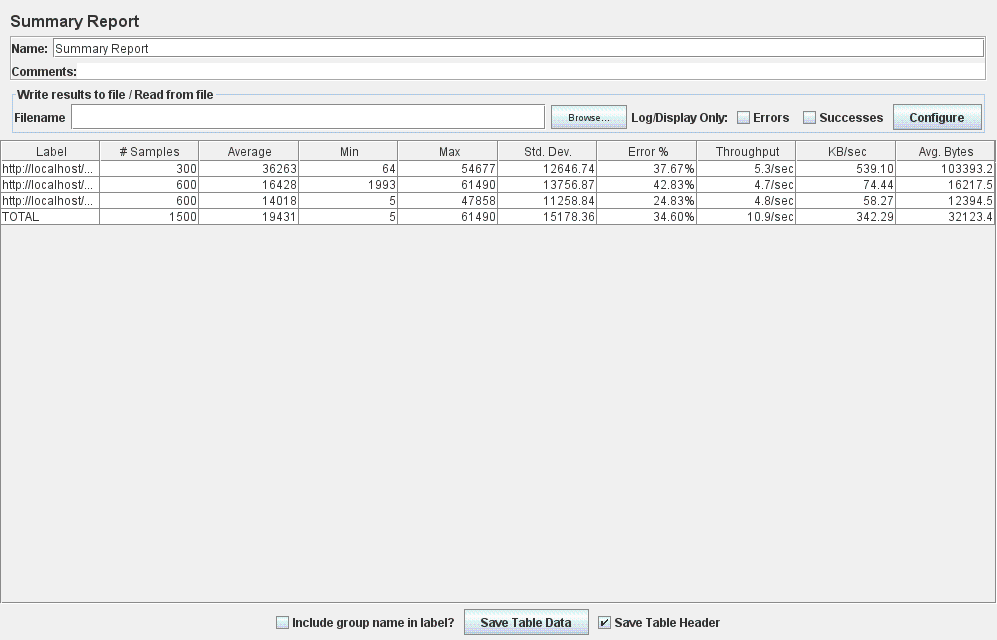 Summary Report
Name: Summary Report
Comments:
Write results to file / Read from file
Filename Browse... Log/Display Only: Errors Successes Configure
Label # Samples Average Min Max Std. Dev. Error % Throughput KB/sec Avg. Bytes
http://localhost/... 300 36263 64 54677 12646.74 37.67% 5.3/sec 539.10 103393.2
http://localhost/... 600 16428 1993 61490 13756.87 42.83% 4.7/sec 74.44 16217.5
http://localhost/... 600 14018 5 47858 11258.84 24.83% 4.8/sec 58.27 12394.5
TOTAL 1500 19431 5 61490 15178.36 34.60% 10.9/sec 342.29 32123.4
Include group name in label? Save Table Data Save Table Header